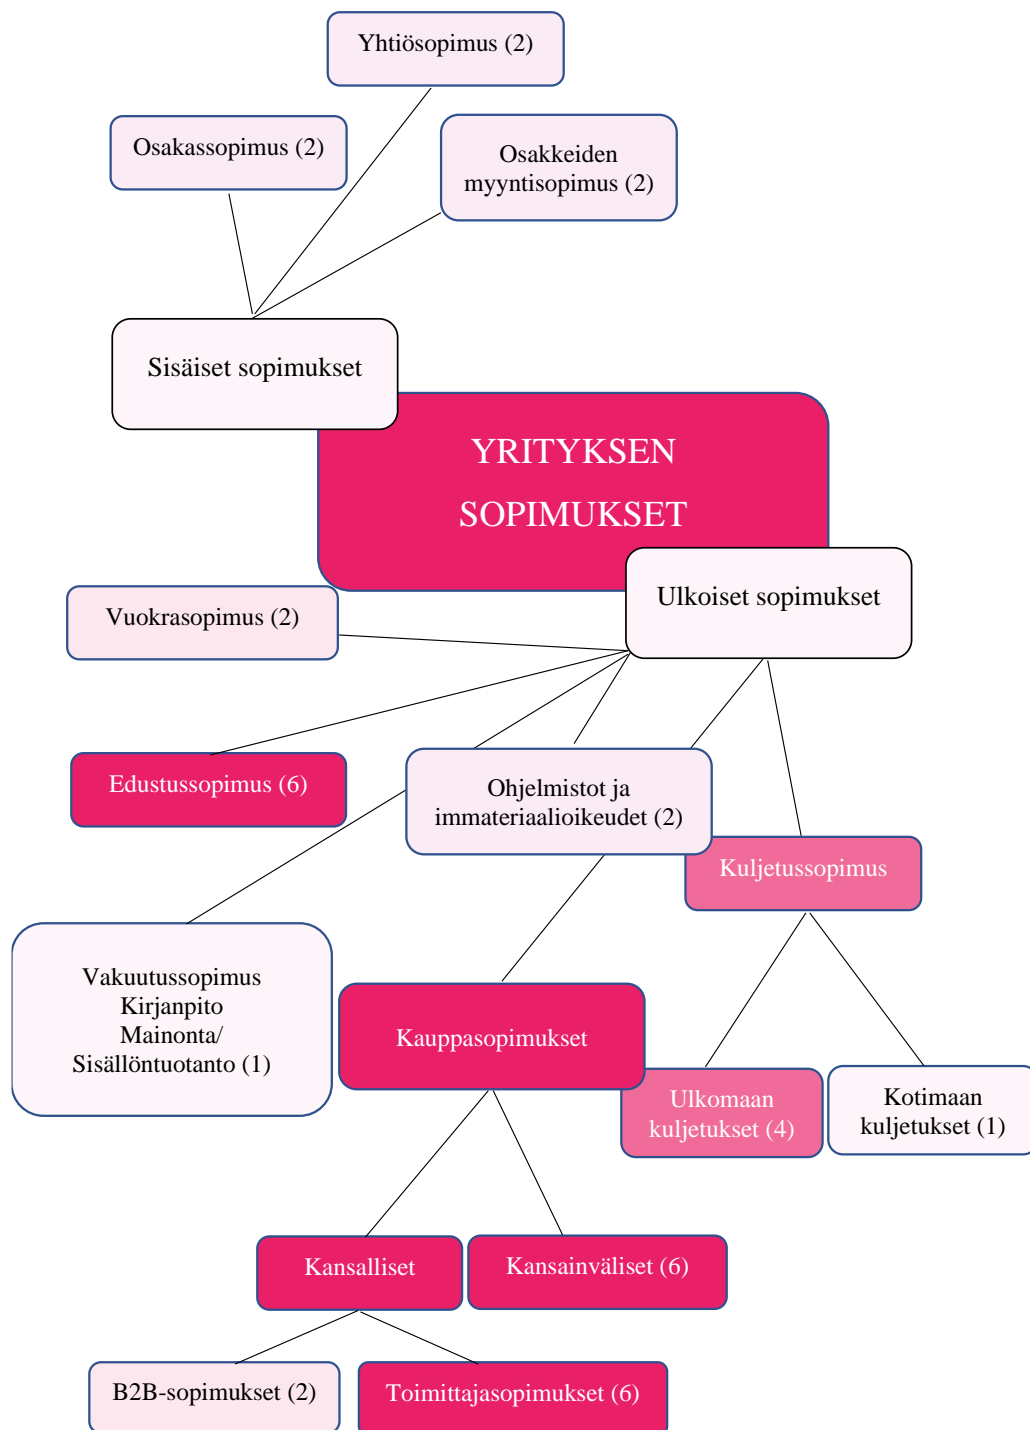 Yhtiösopimus (2)
Osakassopimus (2)
Osakkeiden
myyntisopimus (2)
Sisäiset sopimukset
YRITYKSEN
SOPIMUKSET
Ulkoiset sopimukset
Vuokrasopimus (2)
Edustussopimus (6)
Ohjelmistot ja
immateriaalioikeudet (2)
Kuljetussopimus
Vakuutussopimus
Kirjanpito
Mainonta/
Sisällöntuotanto (1)
Kauppasopimukset
Ulkomaan
kuljetukset (4)
Kotimaan
kuljetukset (1)
Kansalliset
Kansainväliset (6)
B2B-sopimukset (2)
Toimittajasopimukset (6)